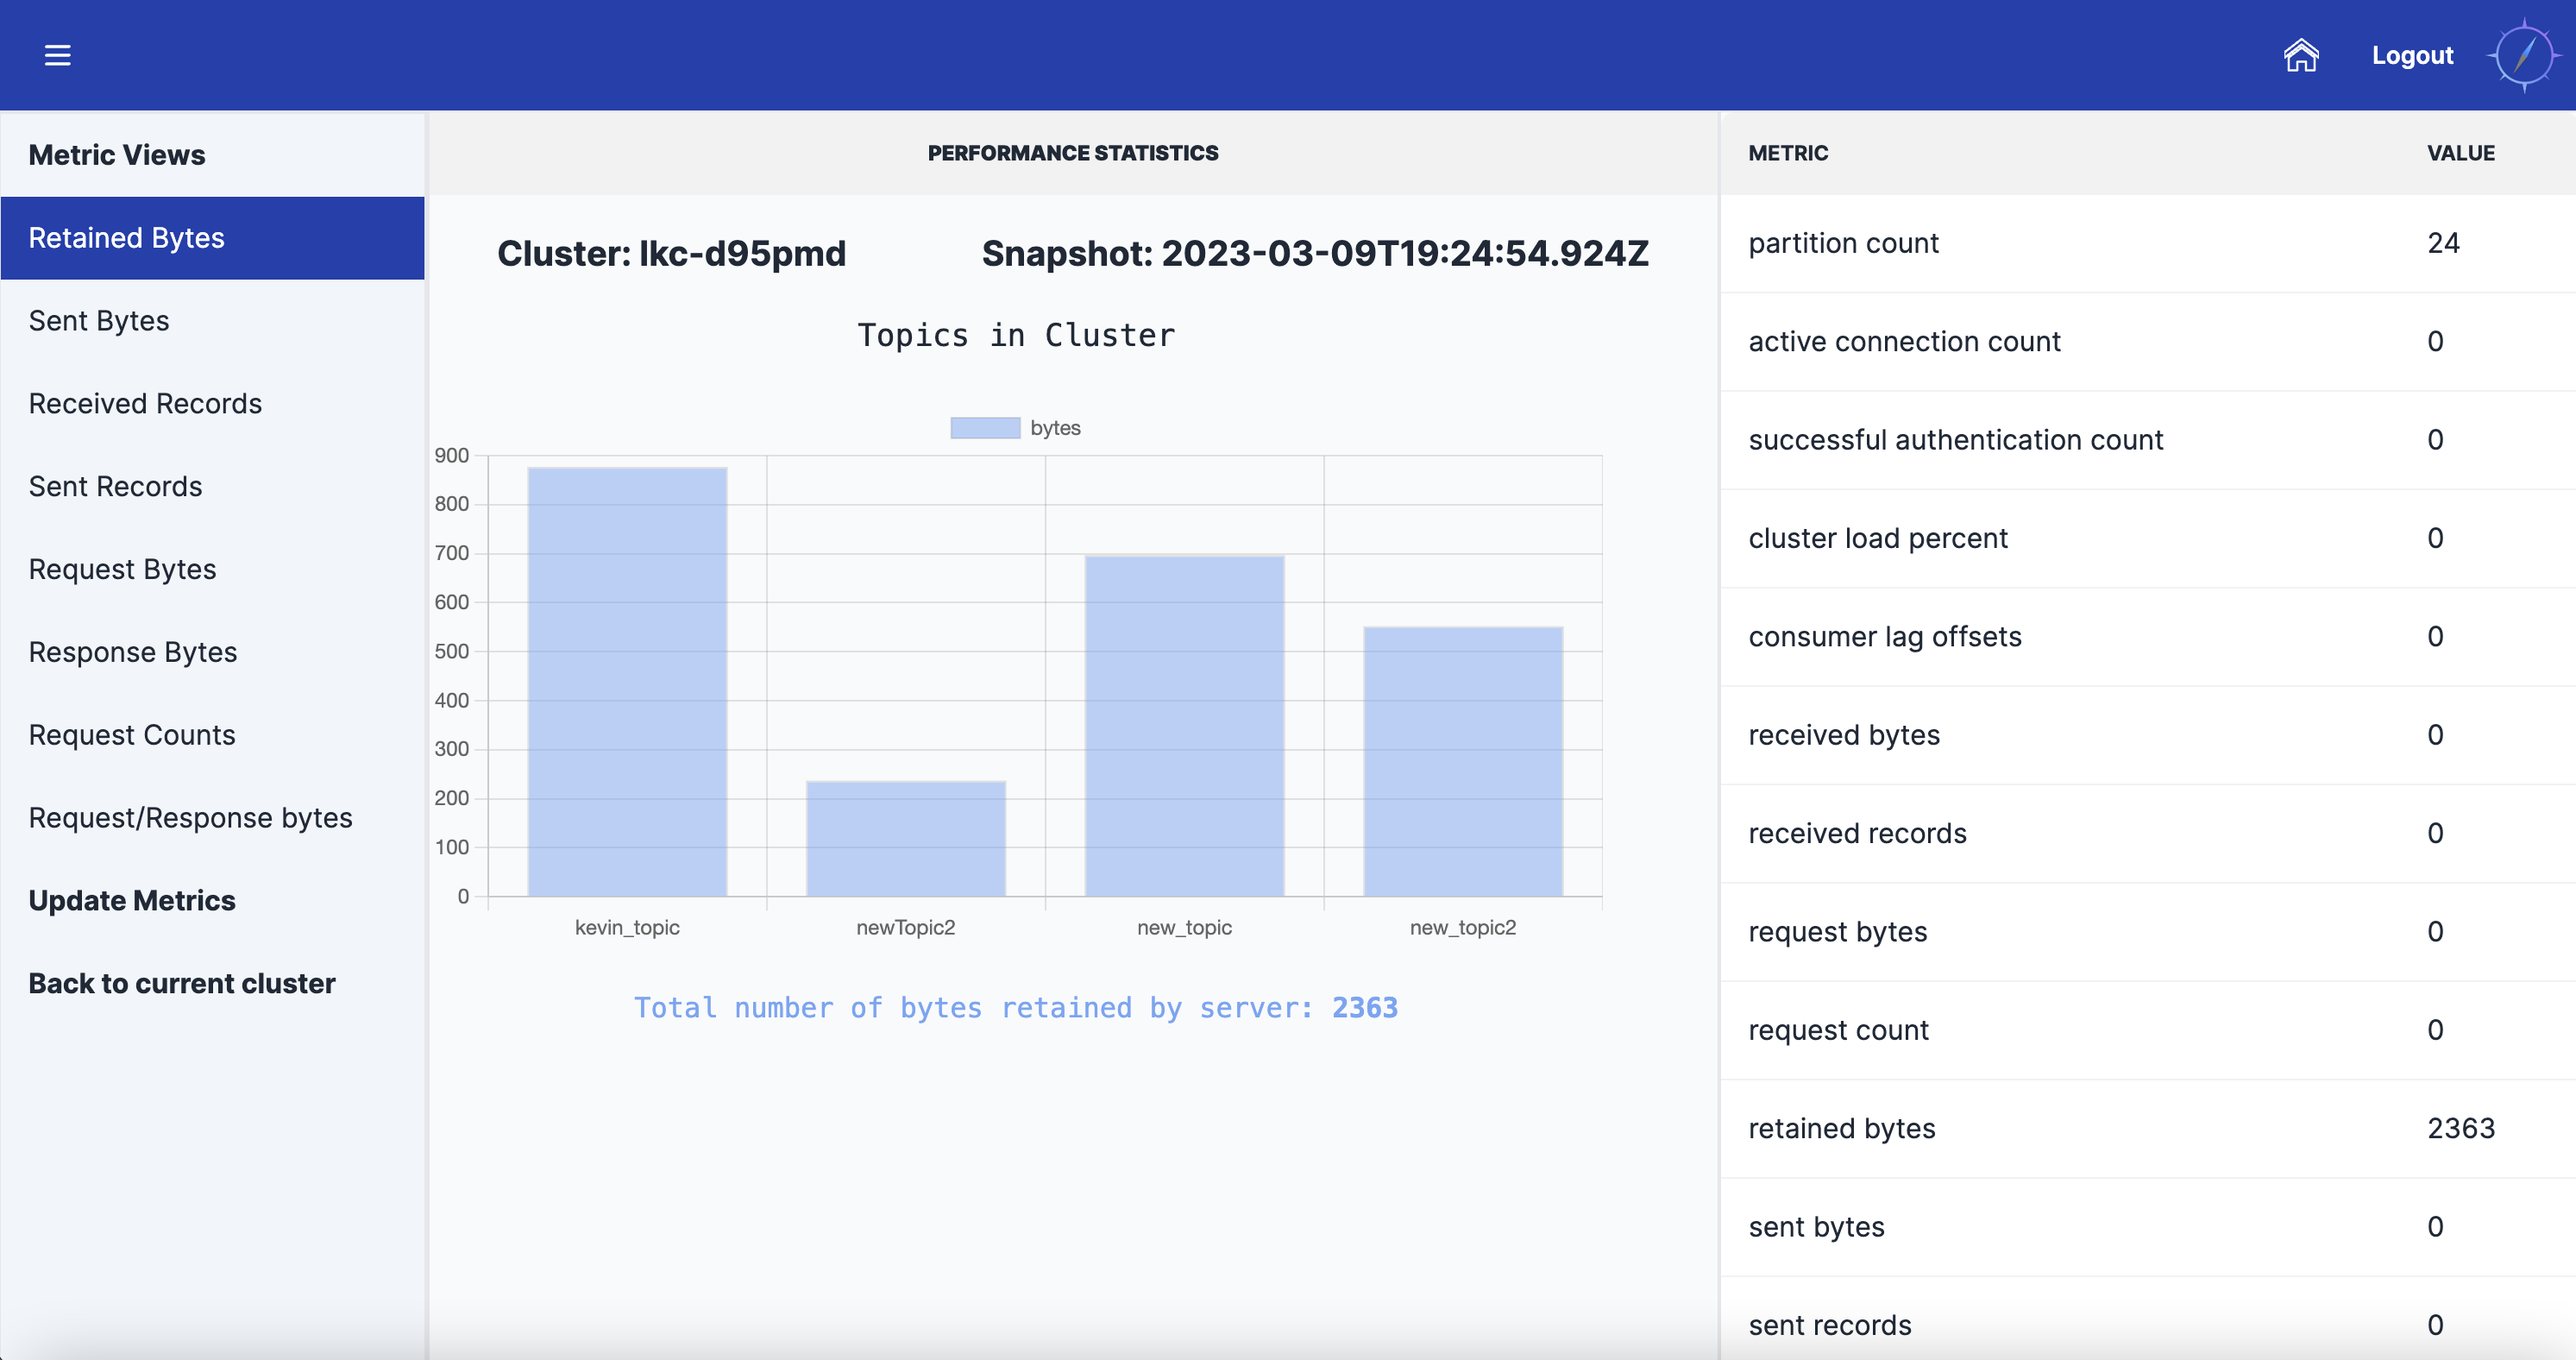 Logout
Metric Views
Retained Bytes
Sent Bytes
Received Records
Sent Records
Request Bytes
Response Bytes
Request Counts
Request/Response bytes
Update Metrics
Back to current cluster
PERFORMANCE STATISTICS
Cluster: lkc-d95pmd
Snapshot: 2023-03-09T19:24:54.924Z
Topics in Cluster
bytes
900
800
700
600
500
400
300
200
100
0
kevin_topic newTopic2 new_topic new_topic2
Total number of bytes retained by server: 2363
METRIC VALUE
partition count 24
active connection count 0
successful authentication count 0
cluster load percent 0
consumer lag offsets 0
received bytes 0
received records 0
request bytes 0
request count 0
retained bytes 2363
sent bytes 0
sent records 0